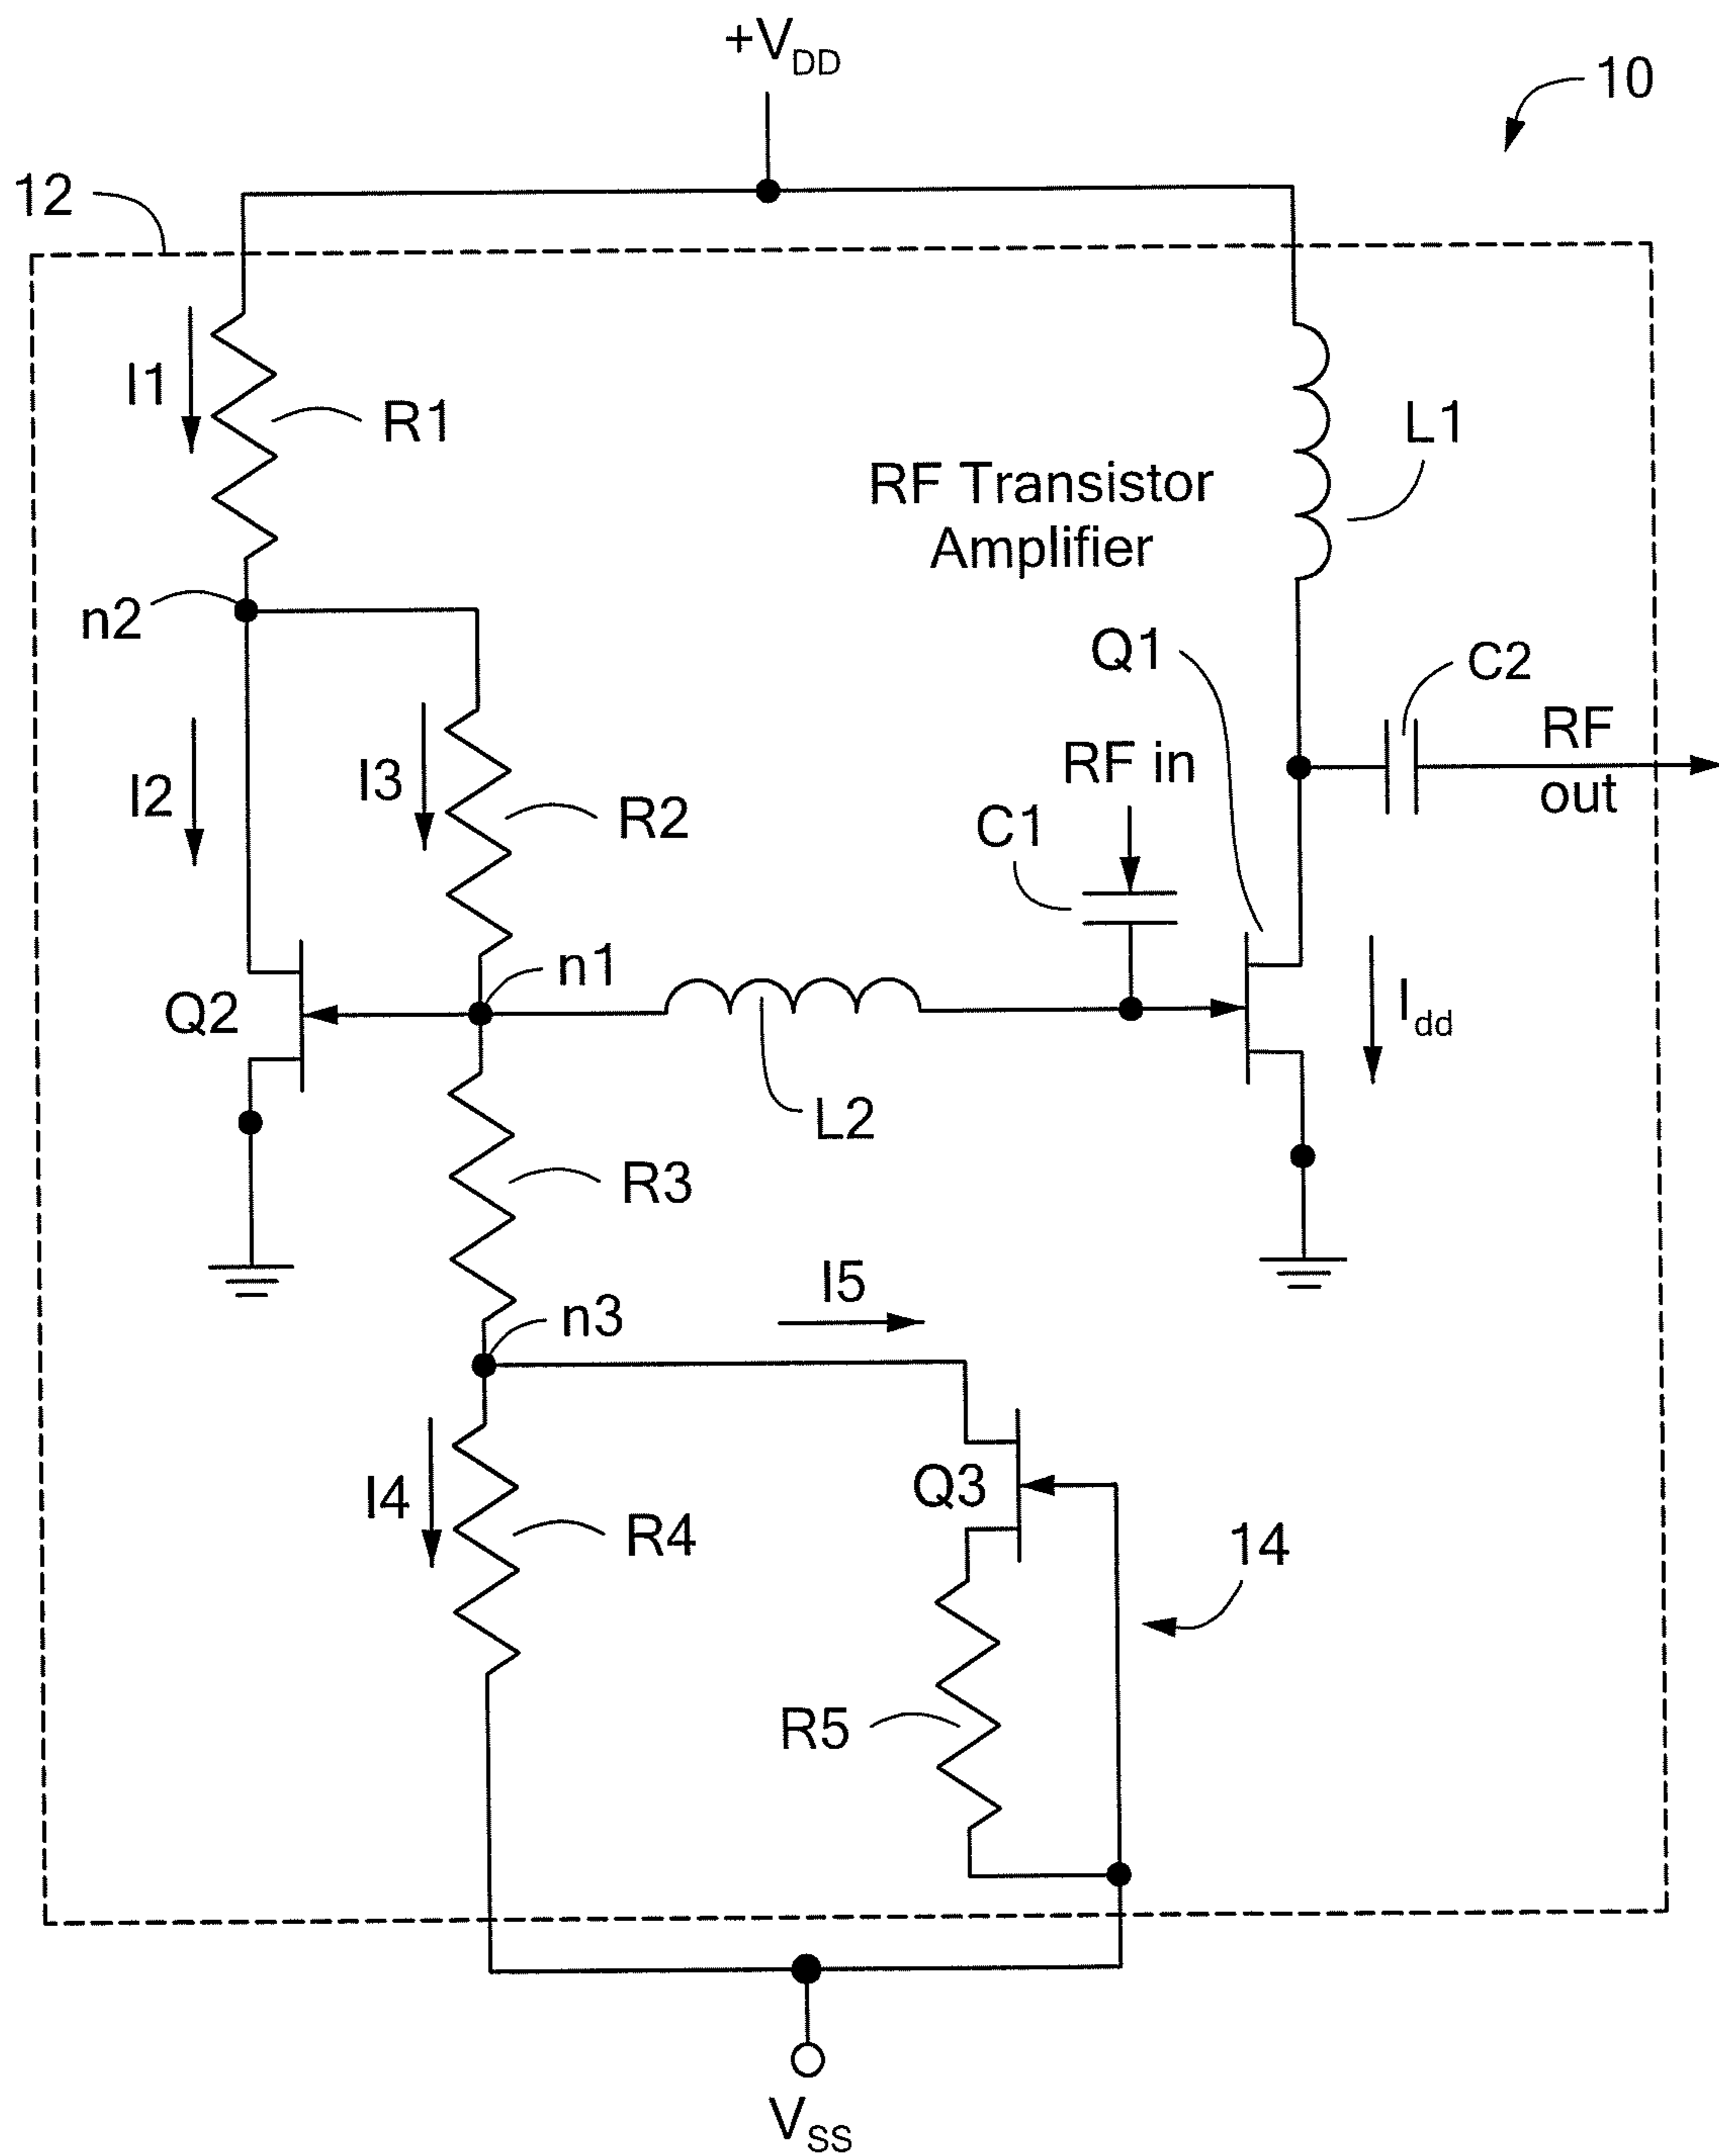 +VDD
10
12
I1
R1
L1
RF Transistor
Amplifier
n2
Q1
C2
RF
out
RF in
I2
I3
R2
C1
n1
Q2
Idd
L2
R3
I5
n3
Q3
I4
R4
14
R5
VSS